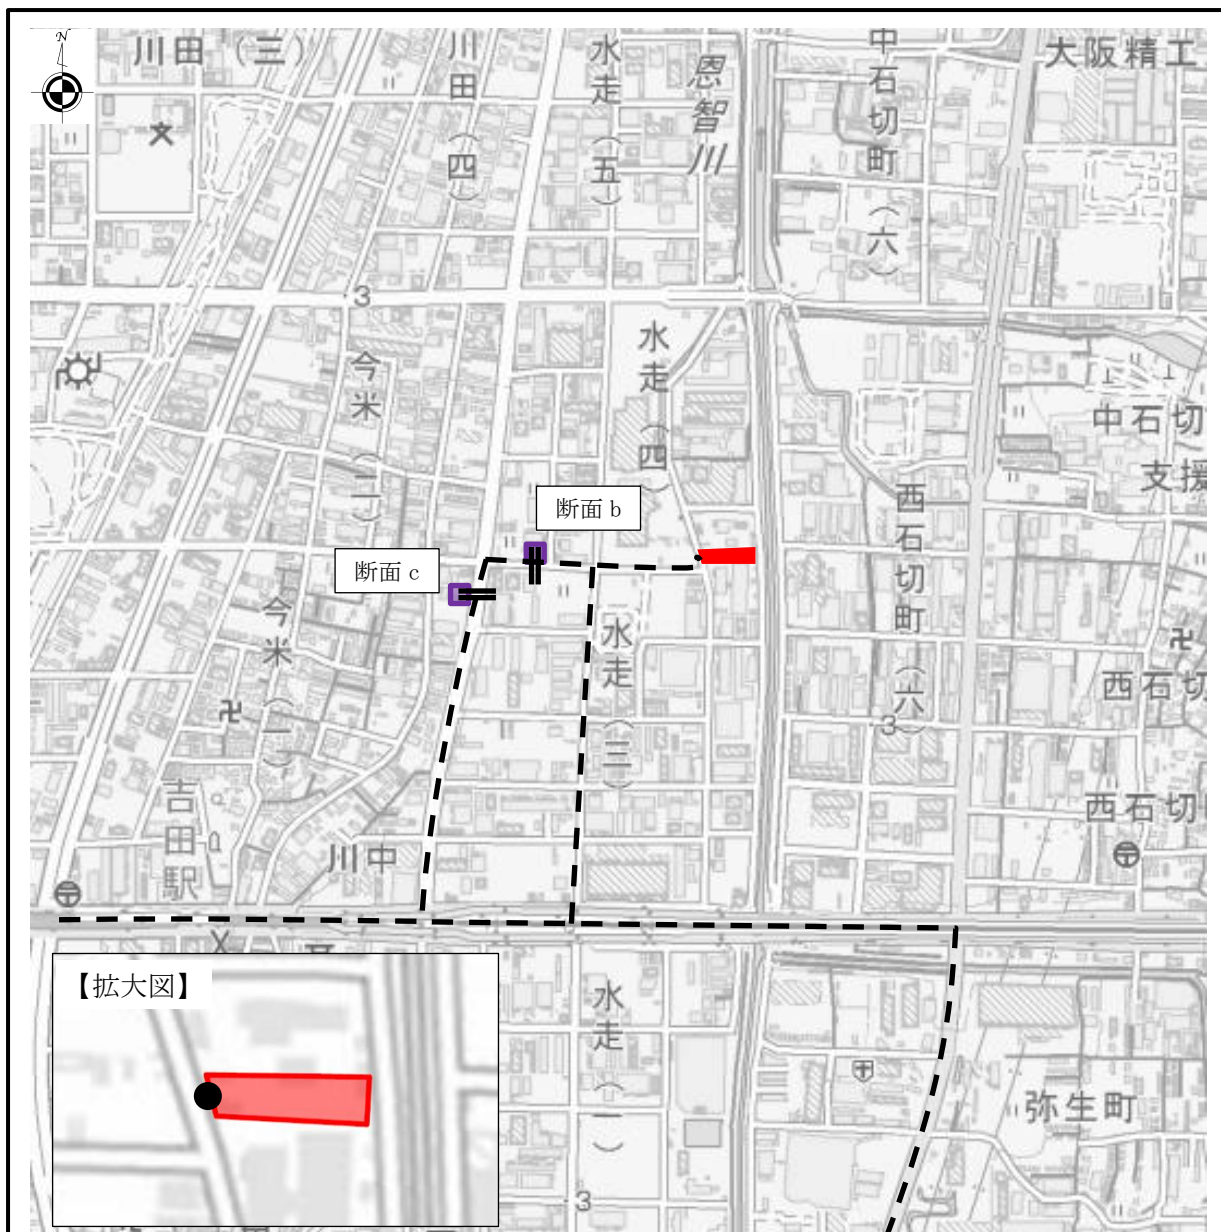 N
川田(三)
川田(四)
水走(五)
恩智川
中石切町(六)
大阪精工
3
今米(二)
水走(四)
中石切
支援
断面 b
断面 c
西石切町(六)
今米(一)
水走(三)
3
西石切
吉田駅
川中
西石切
【拡大図】
水走(一)
弥生町
3